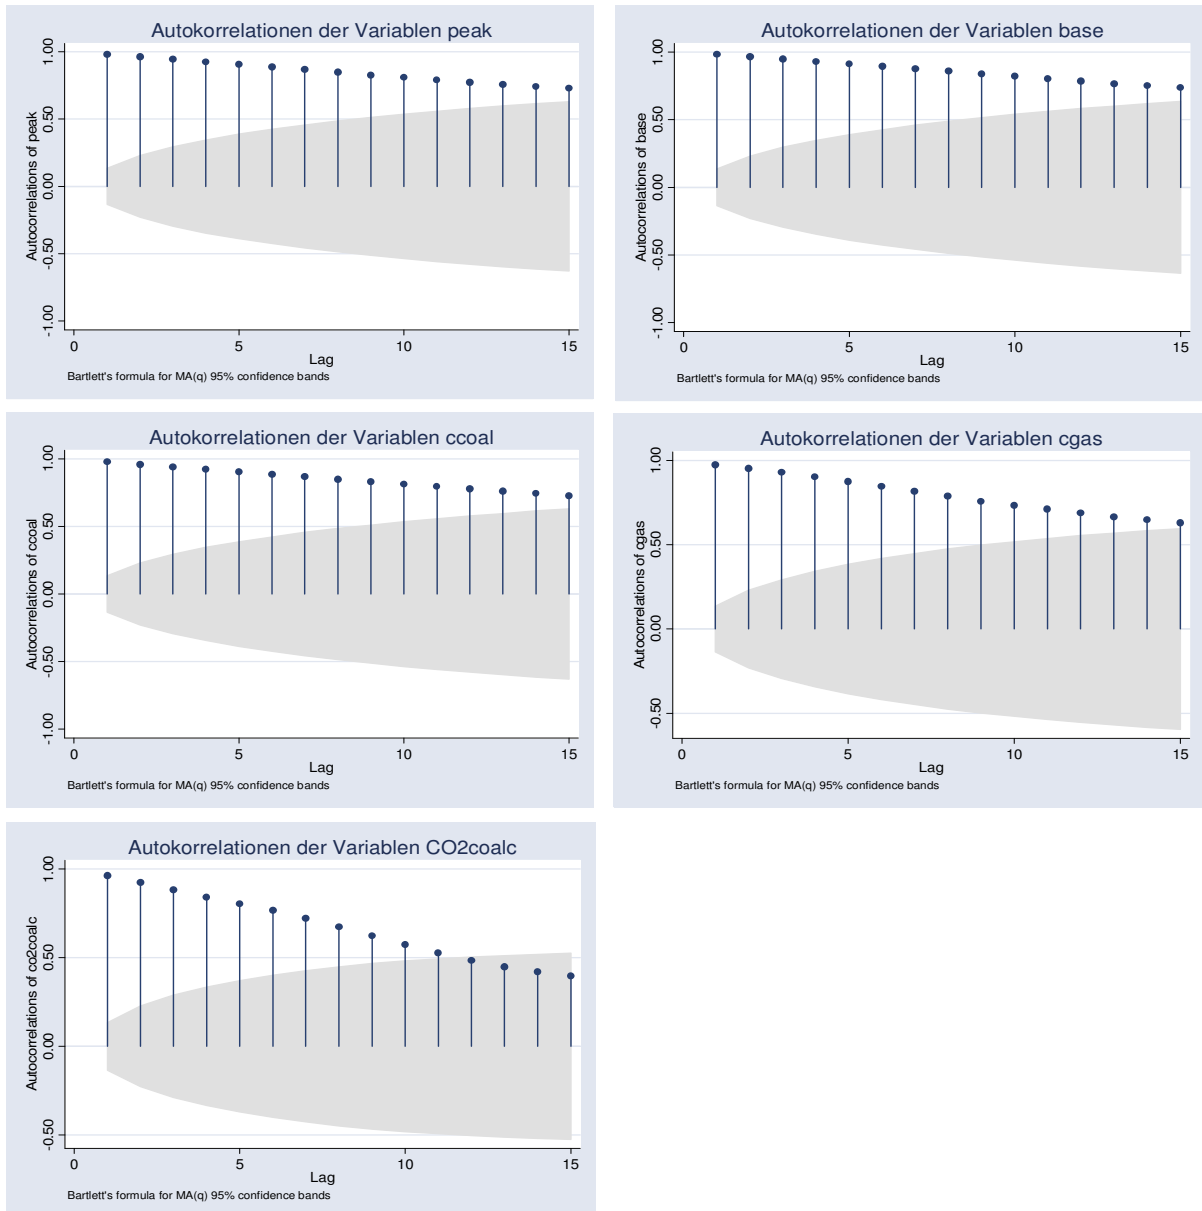 Autokorrelationen der Variablen peak
Autocorrelations of peak
1.00
0.50
0.00
-0.50
-1.00
0 5 10 15
Lag
Bartlett's formula for MA(q) 95% confidence bands
Autokorrelationen der Variablen base
Autocorrelations of base
1.00
0.50
0.00
-0.50
-1.00
0 5 10 15
Lag
Bartlett's formula for MA(q) 95% confidence bands
Autokorrelationen der Variablen ccoal
Autocorrelations of ccoal
1.00
0.50
0.00
-0.50
-1.00
0 5 10 15
Lag
Bartlett's formula for MA(q) 95% confidence bands
Autokorrelationen der Variablen cgas
Autocorrelations of cgas
1.00
0.50
0.00
-0.50
0 5 10 15
Lag
Bartlett's formula for MA(q) 95% confidence bands
Autokorrelationen der Variablen CO2coalc
Autocorrelations of co2coalc
1.00
0.50
0.00
-0.50
0 5 10 15
Lag
Bartlett's formula for MA(q) 95% confidence bands